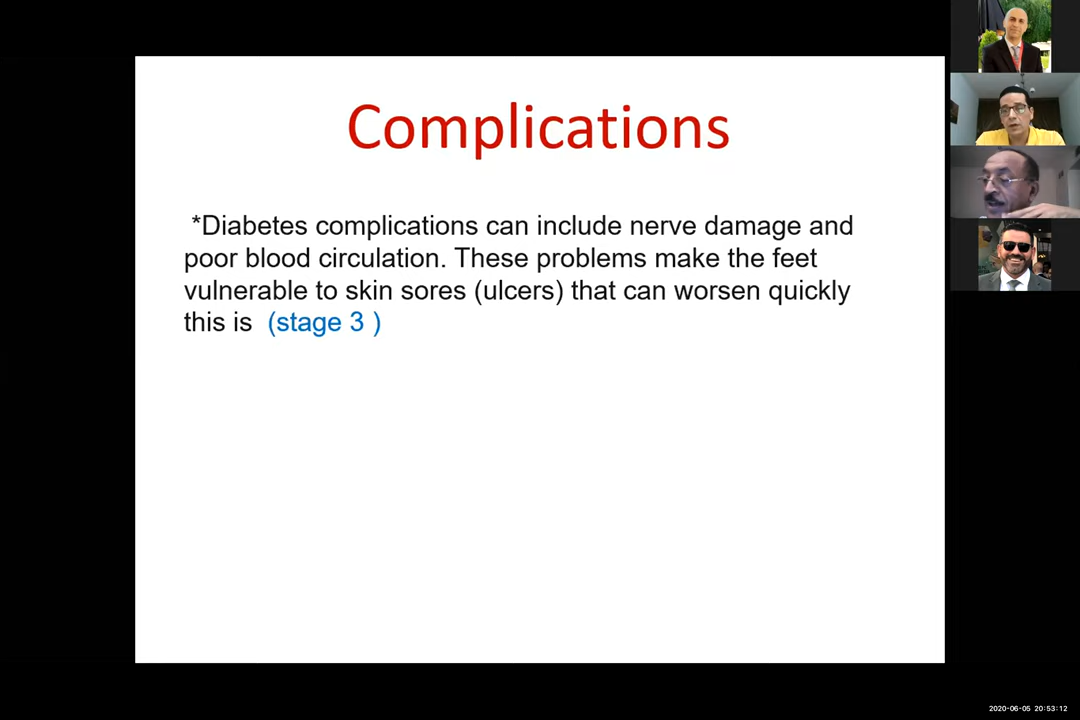 Complications
*Diabetes complications can include nerve damage and
poor blood circulation. These problems make the feet
vulnerable to skin sores (ulcers) that can worsen quickly
this is (stage 3 )
2020-06-05 20:53:12